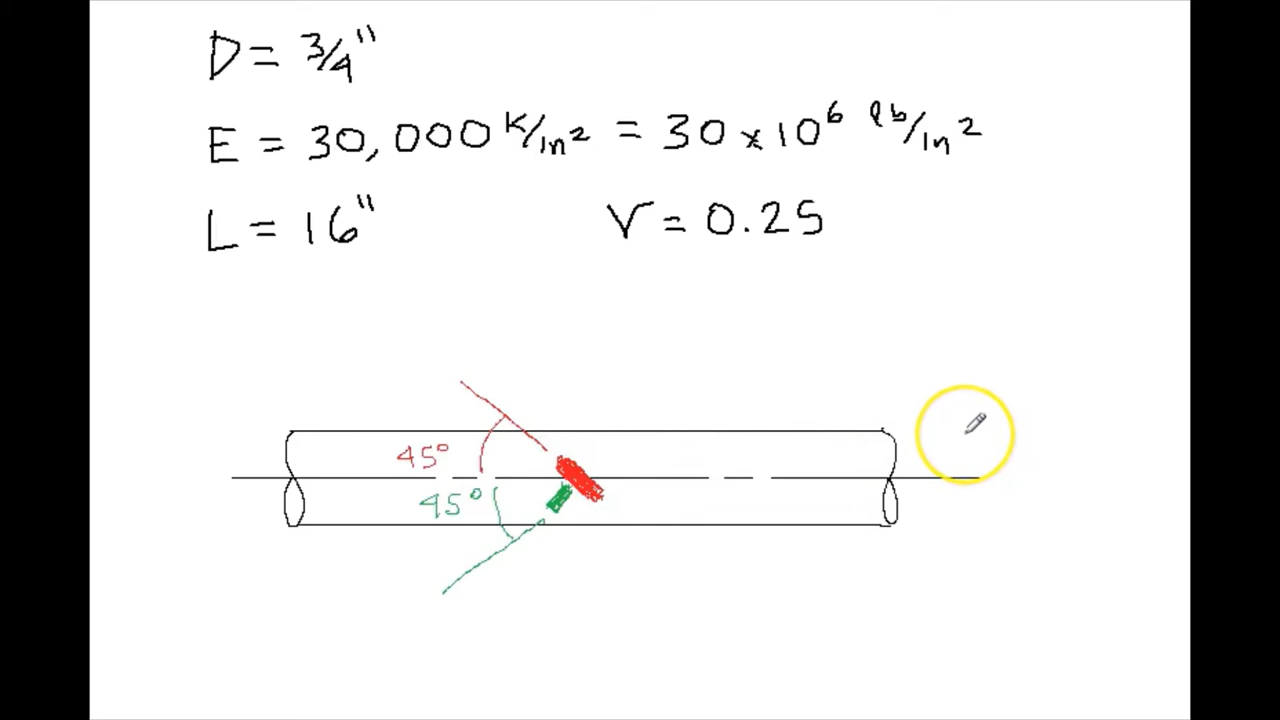 D = 3/4"
E = 30,000 K/in² = 30 x 10⁶ lb/in²
L = 16" V = 0.25
45°
45°